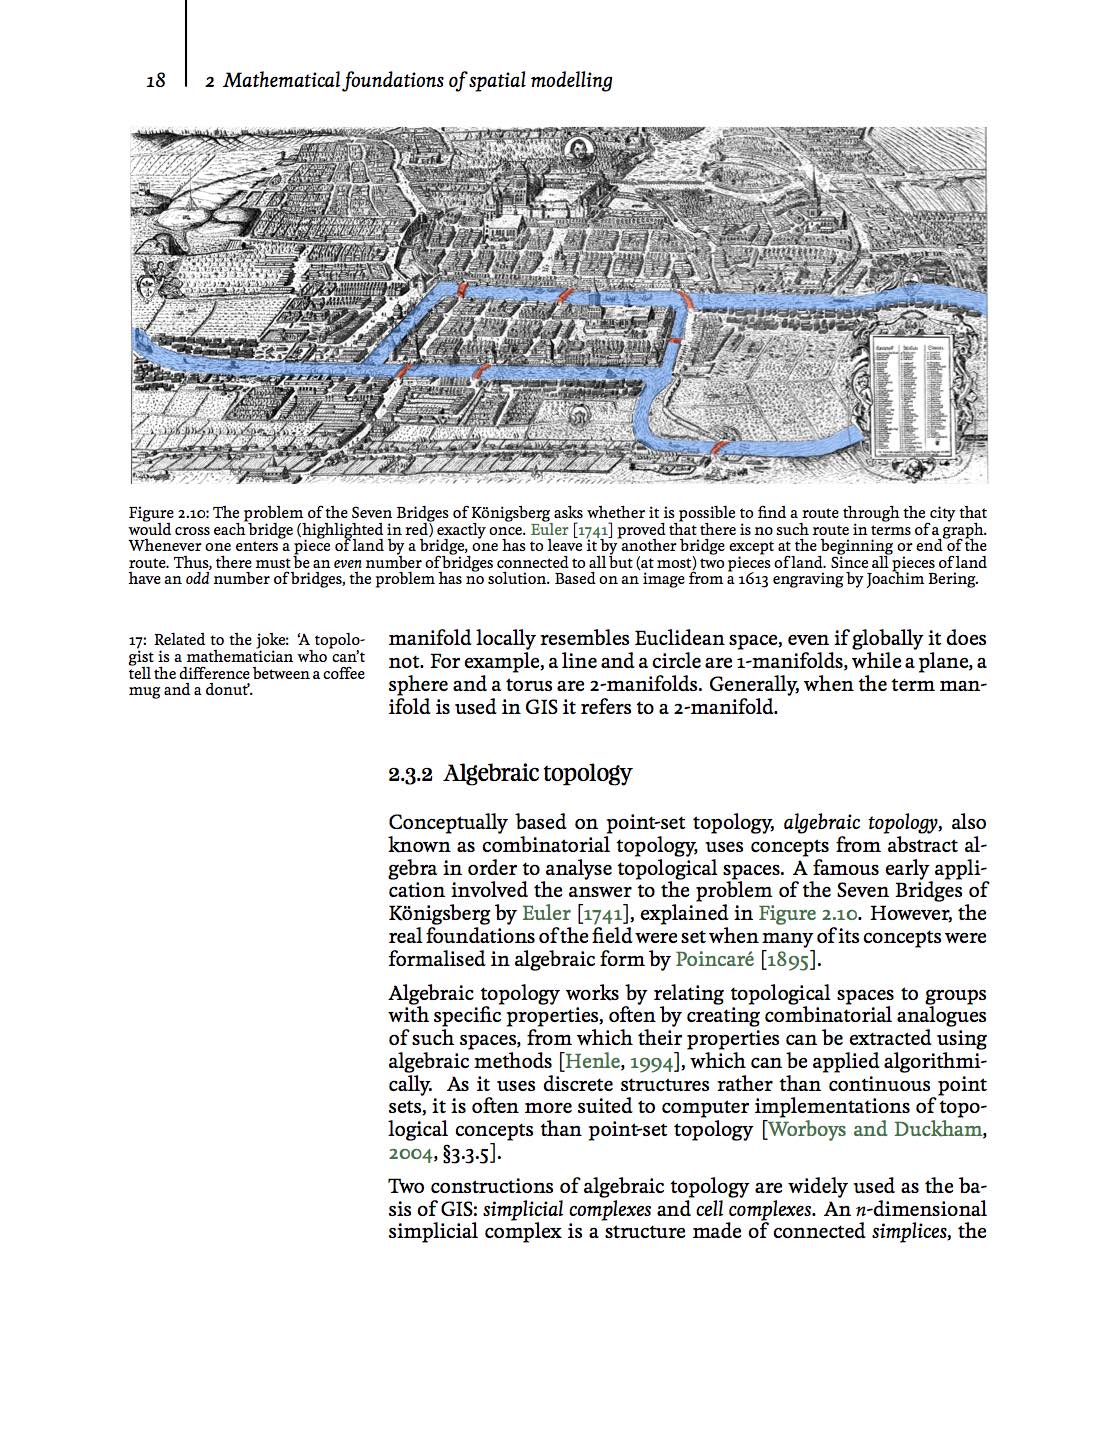 18 2 Mathematical foundations of spatial modelling
Figure 2.10: The problem of the Seven Bridges of Königsberg asks whether it is possible to find a route through the city that
would cross each bridge (highlighted in red) exactly once. Euler [1741] proved that there is no such route in terms of a graph.
Whenever one enters a piece of land by a bridge, one has to leave it by another bridge except at the beginning or end of the
route. Thus, there must be an even number of bridges connected to all but (at most) two pieces of land. Since all pieces of land
have an odd number of bridges, the problem has no solution. Based on an image from a 1613 engraving by Joachim Bering.
17: Related to the joke: ‘A topolo-
gist is a mathematician who can’t
tell the difference between a coffee
mug and a donut’.
manifold locally resembles Euclidean space, even if globally it does
not. For example, a line and a circle are 1-manifolds, while a plane, a
sphere and a torus are 2-manifolds. Generally, when the term man-
ifold is used in GIS it refers to a 2-manifold.
2.3.2 Algebraic topology
Conceptually based on point-set topology, algebraic topology, also
known as combinatorial topology, uses concepts from abstract al-
gebra in order to analyse topological spaces. A famous early appli-
cation involved the answer to the problem of the Seven Bridges of
Königsberg by Euler [1741], explained in Figure 2.10. However, the
real foundations of the field were set when many of its concepts were
formalised in algebraic form by Poincaré [1895].
Algebraic topology works by relating topological spaces to groups
with specific properties, often by creating combinatorial analogues
of such spaces, from which their properties can be extracted using
algebraic methods [Henle, 1994], which can be applied algorithmi-
cally. As it uses discrete structures rather than continuous point
sets, it is often more suited to computer implementations of topo-
logical concepts than point-set topology [Worboys and Duckham,
2004, §3.3.5].
Two constructions of algebraic topology are widely used as the ba-
sis of GIS: simplicial complexes and cell complexes. An n-dimensional
simplicial complex is a structure made of connected simplices, the